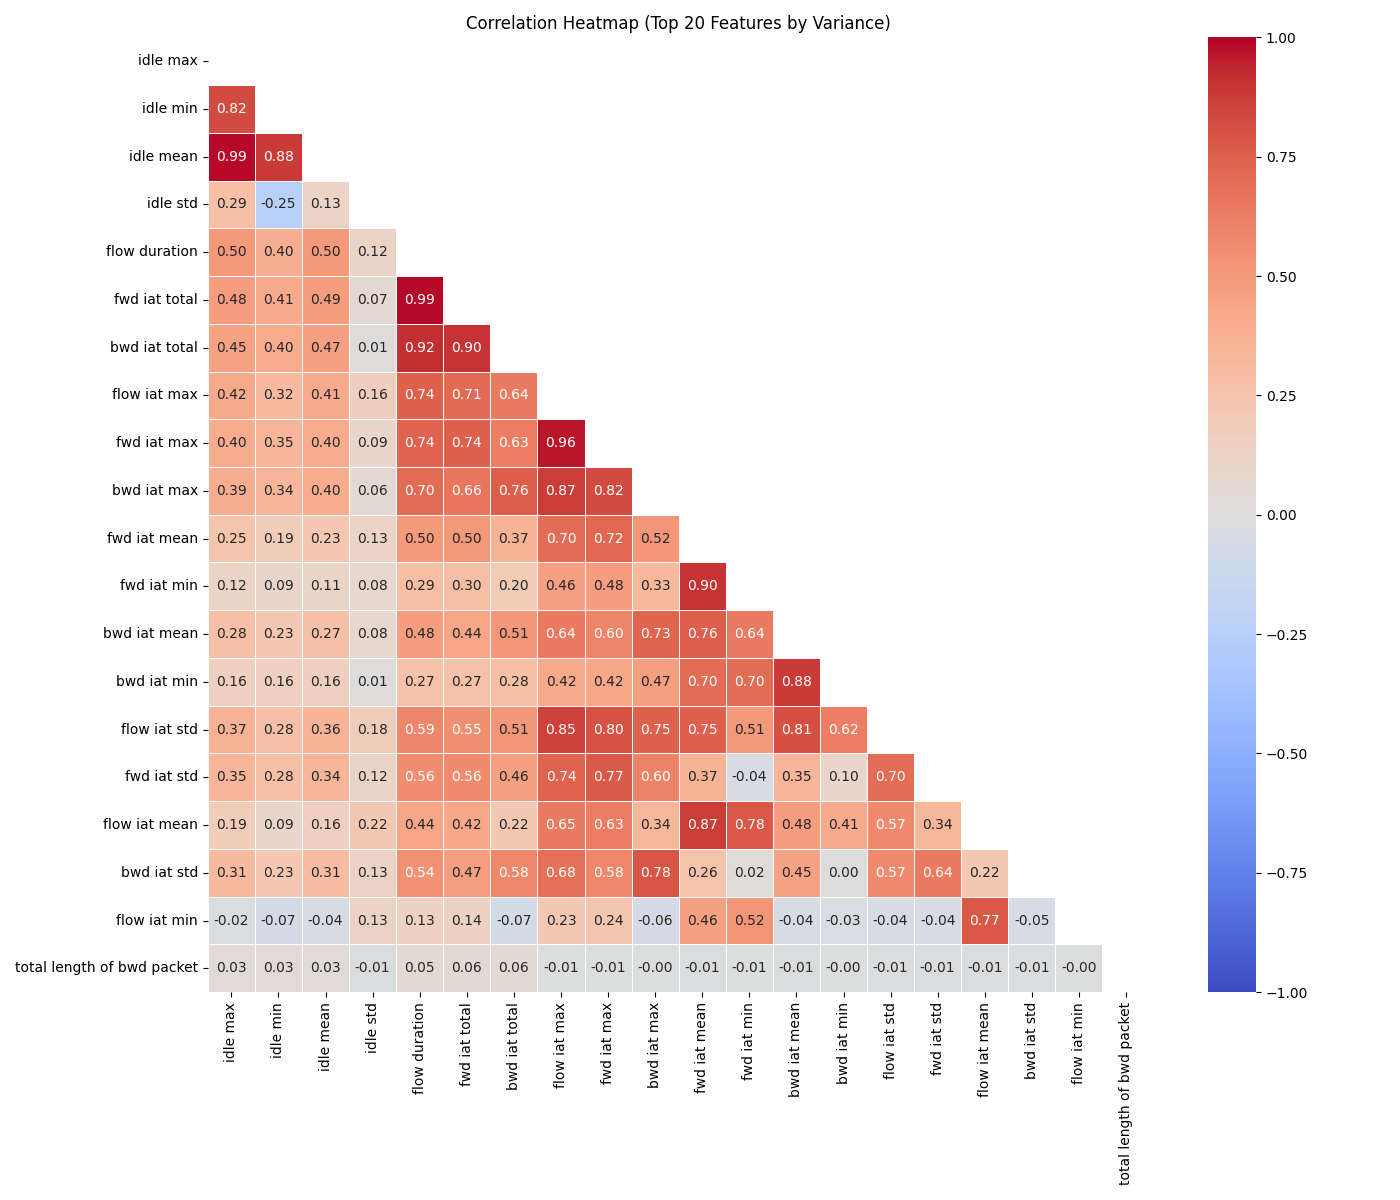 Correlation Heatmap (Top 20 Features by Variance)
idle max
idle min 0.82
idle mean 0.99 0.88
idle std 0.29 -0.25 0.13
flow duration 0.50 0.40 0.50 0.12
fwd iat total 0.48 0.41 0.49 0.07 0.99
bwd iat total 0.45 0.40 0.47 0.01 0.92 0.90
flow iat max 0.42 0.32 0.41 0.16 0.74 0.71 0.64
fwd iat max 0.40 0.35 0.40 0.09 0.74 0.74 0.63 0.96
bwd iat max 0.39 0.34 0.40 0.06 0.70 0.66 0.76 0.87 0.82
fwd iat mean 0.25 0.19 0.23 0.13 0.50 0.50 0.37 0.70 0.72 0.52
fwd iat min 0.12 0.09 0.11 0.08 0.29 0.30 0.20 0.46 0.48 0.33 0.90
bwd iat mean 0.28 0.23 0.27 0.08 0.48 0.44 0.51 0.64 0.60 0.73 0.76 0.64
bwd iat min 0.16 0.16 0.16 0.01 0.27 0.27 0.28 0.42 0.42 0.47 0.70 0.70 0.88
flow iat std 0.37 0.28 0.36 0.18 0.59 0.55 0.51 0.85 0.80 0.75 0.75 0.51 0.81 0.62
fwd iat std 0.35 0.28 0.34 0.12 0.56 0.56 0.46 0.74 0.77 0.60 0.37 -0.04 0.35 0.10 0.70
flow iat mean 0.19 0.09 0.16 0.22 0.44 0.42 0.22 0.65 0.63 0.34 0.87 0.78 0.48 0.41 0.57 0.34
bwd iat std 0.31 0.23 0.31 0.13 0.54 0.47 0.58 0.68 0.58 0.78 0.26 0.02 0.45 0.00 0.57 0.64 0.22
flow iat min -0.02 -0.07 -0.04 0.13 0.13 0.14 -0.07 0.23 0.24 -0.06 0.46 0.52 -0.04 -0.03 -0.04 -0.04 0.77 -0.05
total length of bwd packet 0.03 0.03 0.03 -0.01 0.05 0.06 0.06 -0.01 -0.01 -0.00 -0.01 -0.01 -0.01 -0.00 -0.01 -0.01 -0.01 -0.01 -0.00
idle max
idle min
idle mean
idle std
flow duration
fwd iat total
bwd iat total
flow iat max
fwd iat max
bwd iat max
fwd iat mean
fwd iat min
bwd iat mean
bwd iat min
flow iat std
fwd iat std
flow iat mean
bwd iat std
flow iat min
total length of bwd packet
1.00
0.75
0.50
0.25
0.00
−0.25
−0.50
−0.75
−1.00